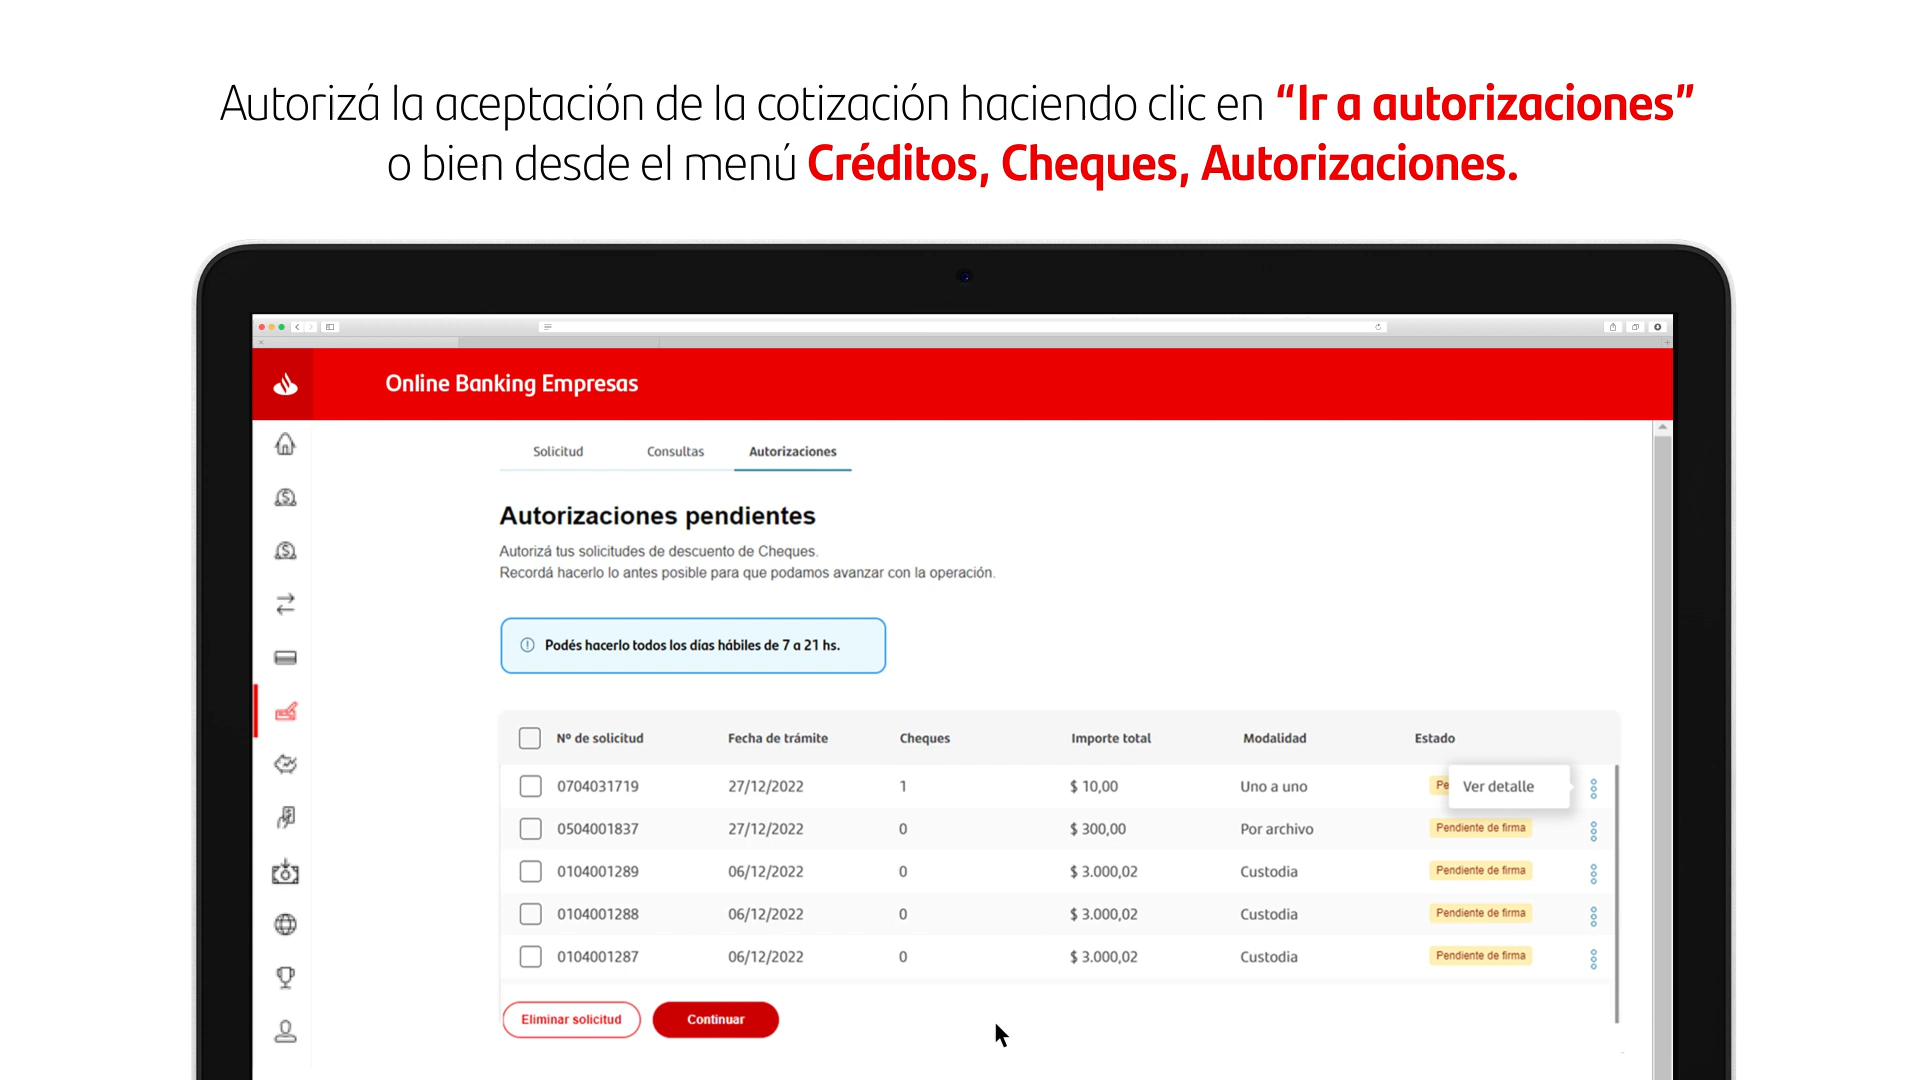 Autorizá la aceptación de la cotización haciendo clic en “Ir a autorizaciones”
o bien desde el menú Créditos, Cheques, Autorizaciones.
Online Banking Empresas
Solicitud Consultas Autorizaciones
Autorizaciones pendientes
Autorizá tus solicitudes de descuento de Cheques.
Recordá hacerlo lo antes posible para que podamos avanzar con la operación.
Podés hacerlo todos los días hábiles de 7 a 21 hs.
Nº de solicitud Fecha de trámite Cheques Importe total Modalidad Estado
0704031719 27/12/2022 1 $ 10,00 Uno a uno Pe Ver detalle
0504001837 27/12/2022 0 $ 300,00 Por archivo Pendiente de firma
0104001289 06/12/2022 0 $ 3.000,02 Custodia Pendiente de firma
0104001288 06/12/2022 0 $ 3.000,02 Custodia Pendiente de firma
0104001287 06/12/2022 0 $ 3.000,02 Custodia Pendiente de firma
Eliminar solicitud Continuar